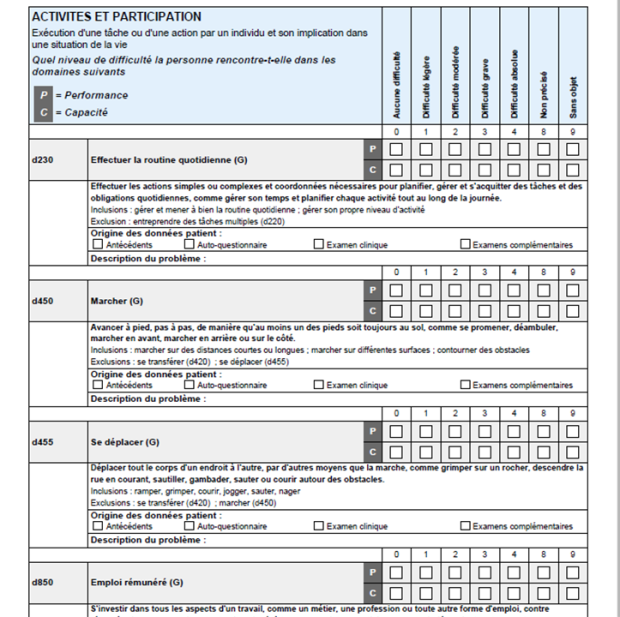 ACTIVITES ET PARTICIPATION
Exécution d'une tâche ou d'une action par un individu et son implication dans
une situation de la vie
Quel niveau de difficulté la personne rencontre-t-elle dans les
domaines suivants
P = Performance
C = Capacité
Aucune difficulté
Difficulté légère
Difficulté modérée
Difficulté grave
Difficulté absolue
Non précisé
Sans objet
0 1 2 3 4 8 9
d230 Effectuer la routine quotidienne (G) P
C
Effectuer les actions simples ou complexes et coordonnées nécessaires pour planifier, gérer et s'acquitter des tâches et des
obligations quotidiennes, comme gérer son temps et planifier chaque activité tout au long de la journée.
Inclusions : gérer et mener à bien la routine quotidienne ; gérer son propre niveau d'activité
Exclusion : entreprendre des tâches multiples (d220)
Origine des données patient :
Antécédents Auto-questionnaire Examen clinique Examens complémentaires
Description du problème :
0 1 2 3 4 8 9
d450 Marcher (G) P
C
Avancer à pied, pas à pas, de manière qu'au moins un des pieds soit toujours au sol, comme se promener, déambuler,
marcher en avant, marcher en arrière ou sur le côté.
Inclusions : marcher sur des distances courtes ou longues ; marcher sur différentes surfaces ; contourner des obstacles
Exclusions : se transférer (d420) ; se déplacer (d455)
Origine des données patient :
Antécédents Auto-questionnaire Examen clinique Examens complémentaires
Description du problème :
0 1 2 3 4 8 9
d455 Se déplacer (G) P
C
Déplacer tout le corps d'un endroit à l'autre, par d'autres moyens que la marche, comme grimper sur un rocher, descendre la
rue en courant, sautiller, gambader, sauter ou courir autour des obstacles.
Inclusions : ramper, grimper, courir, jogger, sauter, nager
Exclusions : se transférer (d420) ; marcher (d450)
Origine des données patient :
Antécédents Auto-questionnaire Examen clinique Examens complémentaires
Description du problème :
0 1 2 3 4 8 9
d850 Emploi rémunéré (G) P
C
S'investir dans tous les aspects d'un travail, comme un métier, une profession ou toute autre forme d'emploi, contre